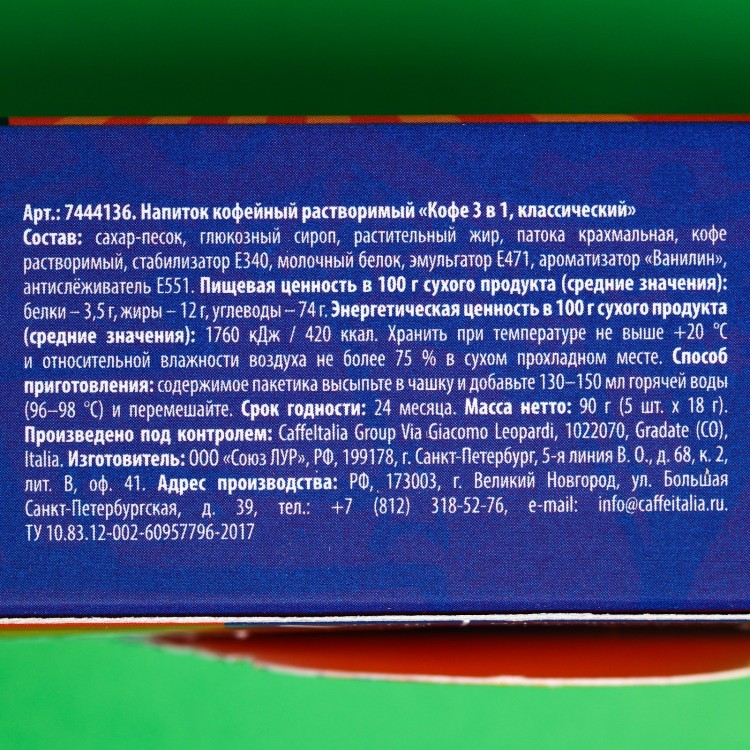 Арт.: 7444136. Напиток кофейный растворимый «Кофе 3 в 1, классический»
Состав: сахар-песок, глюкозный сироп, растительный жир, патока крахмальная, кофе
растворимый, стабилизатор Е340, молочный белок, эмульгатор Е471, ароматизатор «Ванилин»,
антислёживатель Е551. Пищевая ценность в 100 г сухого продукта (средние значения):
белки – 3,5 г, жиры – 12 г, углеводы – 74 г. Энергетическая ценность в 100 г сухого продукта
(средние значения): 1760 кДж / 420 ккал. Хранить при температуре не выше +20 °С
и относительной влажности воздуха не более 75 % в сухом прохладном месте. Способ
приготовления: содержимое пакетика высыпьте в чашку и добавьте 130–150 мл горячей воды
(96–98 °С) и перемешайте. Срок годности: 24 месяца. Масса нетто: 90 г (5 шт. х 18 г).
Произведено под контролем: CaffeItalia Group Via Giacomo Leopardi, 1022070, Gradate (CO),
Italia. Изготовитель: ООО «Союз ЛУР», РФ, 199178, г. Санкт-Петербург, 5-я линия В. О., д. 68, к. 2,
лит. В, оф. 41. Адрес производства: РФ, 173003, г. Великий Новгород, ул. Большая
Санкт-Петербургская, д. 39, тел.: +7 (812) 318-52-76, e-mail: info@caffeitalia.ru.
ТУ 10.83.12-002-60957796-2017